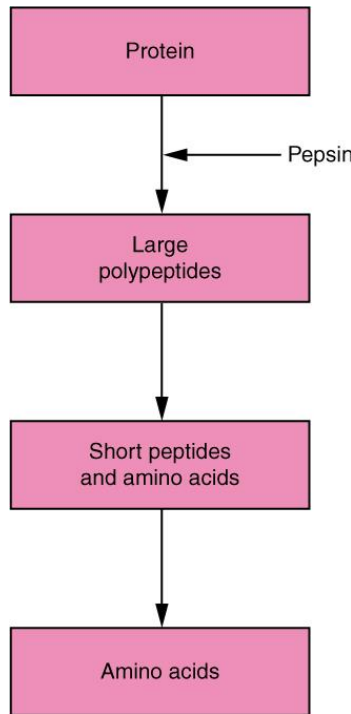 Protein
Pepsin
Large
polypeptides
Short peptides
and amino acids
Amino acids